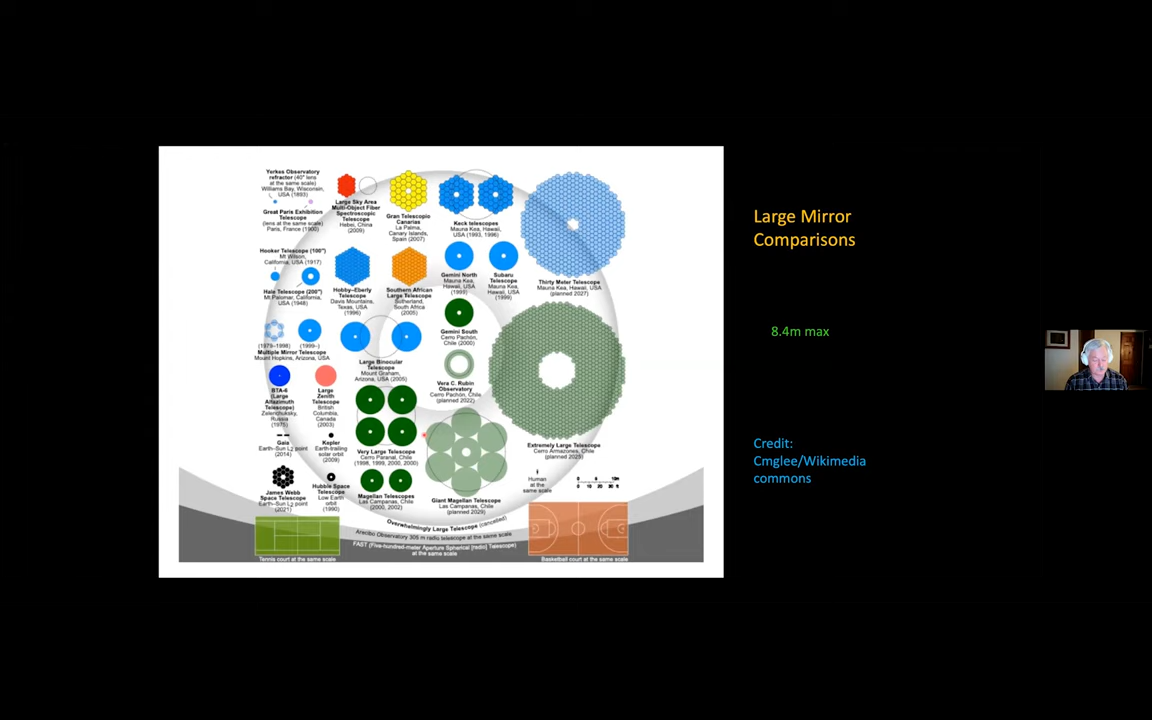 Yerkes Observatory
refractor (40" lens
at the same scale)
Williams Bay, Wisconsin,
USA (1893)
Great Paris Exhibition
Telescope
(lens at the same scale)
Paris, France (1900)
Large Sky Area
Multi-Object Fiber
Spectroscopic
Telescope
Hebei, China
(2009)
Gran Telescopio
Canarias
La Palma,
Canary Islands,
Spain (2007)
Keck telescopes
Mauna Kea, Hawaii,
USA (1993, 1996)
Hooker Telescope (100")
Mt Wilson,
California, USA (1917)
Hale Telescope (200")
Mt Palomar, California,
USA (1948)
Hobby–Eberly
Telescope
Davis Mountains,
Texas, USA
(1996)
Southern African
Large Telescope
Sutherland,
South Africa
(2005)
Gemini North
Mauna Kea,
Hawaii, USA
(1999)
Subaru
Telescope
Mauna Kea,
Hawaii, USA
(1999)
Thirty Meter Telescope
Mauna Kea, Hawaii, USA
(planned 2027)
(1979–1998) (1999–)
Multiple Mirror Telescope
Mount Hopkins, Arizona, USA
Large Binocular
Telescope
Mount Graham,
Arizona, USA (2005)
Gemini South
Cerro Pachón,
Chile (2000)
Vera C. Rubin
Observatory
Cerro Pachón, Chile
(planned 2022)
BTA-6
(Large
Altazimuth
Telescope)
Zelenchuksky,
Russia
(1975)
Large
Zenith
Telescope
British
Columbia,
Canada
(2003)
Gaia
Earth–Sun L2 point
(2014)
Kepler
Earth-trailing
solar orbit
(2009)
Very Large Telescope
Cerro Paranal, Chile
(1998, 1999, 2000, 2000)
Extremely Large Telescope
Cerro Armazones, Chile
(planned 2025)
James Webb
Space Telescope
Earth–Sun L2 point
(2021)
Hubble Space
Telescope
Low Earth
orbit
(1990)
Magellan Telescopes
Las Campanas, Chile
(2000, 2002)
Giant Magellan Telescope
Las Campanas, Chile
(planned 2029)
Human
at the
same scale
0 5 10m
0 10 20 30 ft
Overwhelmingly Large Telescope (cancelled)
Arecibo Observatory 305 m radio telescope at the same scale
FAST (Five-hundred-meter Aperture Spherical [radio] Telescope)
at the same scale
Tennis court at the same scale
Basketball court at the same scale
Large Mirror
Comparisons
8.4m max
Credit:
Cmglee/Wikimedia
commons